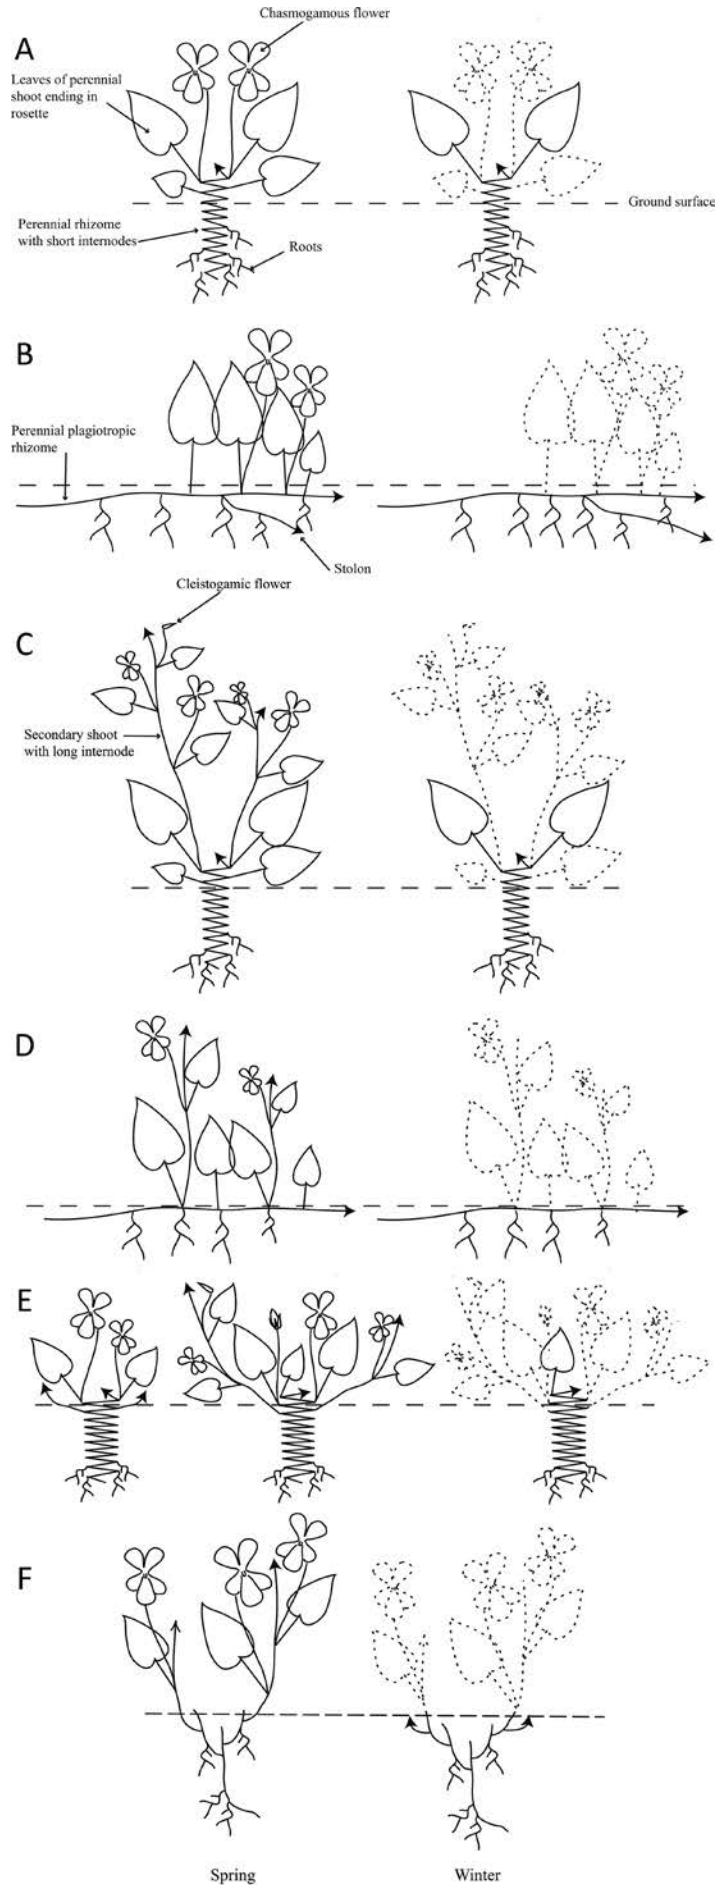 Chasmogamous flower
A
Leaves of perennial
shoot ending in
rosette
Ground surface
Perennial rhizome
with short internodes
Roots
B
Perennial plagiotropic
rhizome
Stolon
Cleistogamic flower
C
Secondary shoot
with long internode
D
E
F
Spring
Winter